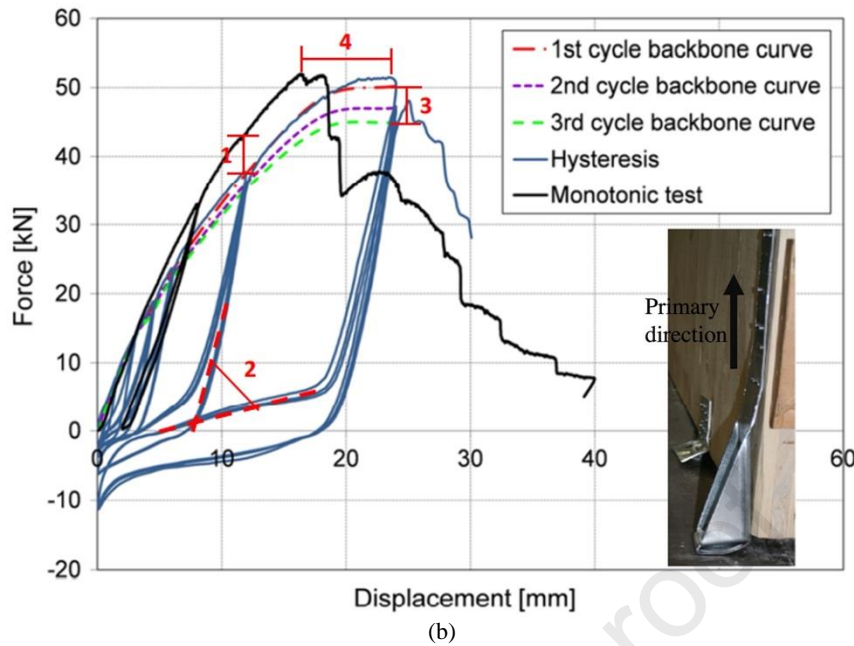 60
50
40
30
20
10
0
-10
-20
0
10
20
30
40
60
Force [kN]
Displacement [mm]
1
2
3
4
1st cycle backbone curve
2nd cycle backbone curve
3rd cycle backbone curve
Hysteresis
Monotonic test
Primary
direction
(b)
roo